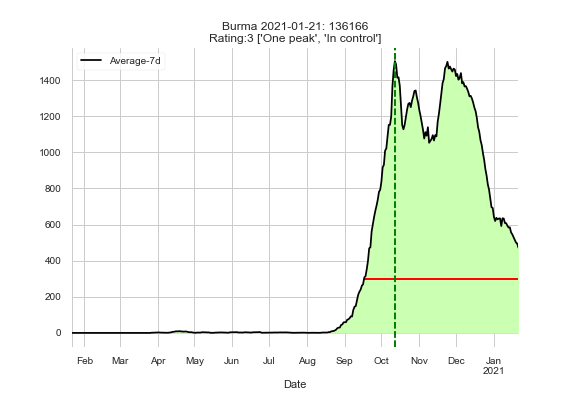 Burma 2021-01-21: 136166
Rating:3 ['One peak', 'In control']
Average-7d
1400
1200
1000
800
600
400
200
0
Feb Mar Apr May Jun Jul Aug Sep Oct Nov Dec Jan
2021
Date